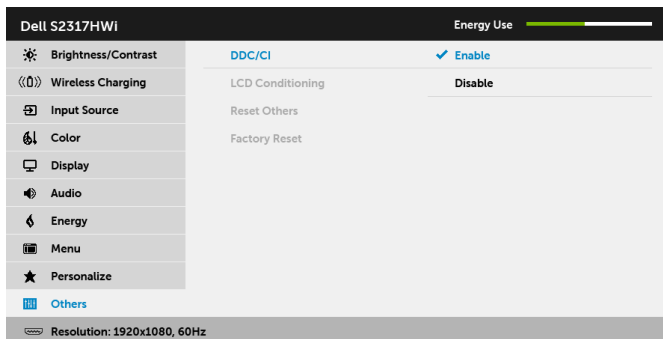 Dell S2317HWi Energy Use
Brightness/Contrast DDC/CI Enable
Wireless Charging LCD Conditioning Disable
Input Source Reset Others
Color Factory Reset
Display
Audio
Energy
Menu
Personalize
Others
Resolution: 1920x1080, 60Hz